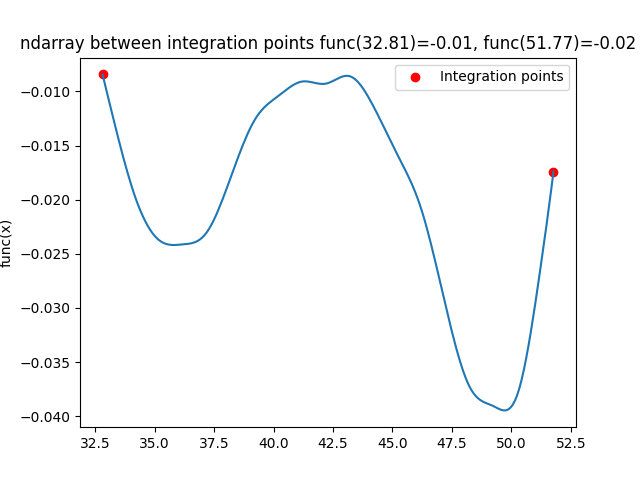 ndarray between integration points func(32.81)=-0.01, func(51.77)=-0.02
Integration points
func(x)
−0.010
−0.015
−0.020
−0.025
−0.030
−0.035
−0.040
32.5 35.0 37.5 40.0 42.5 45.0 47.5 50.0 52.5